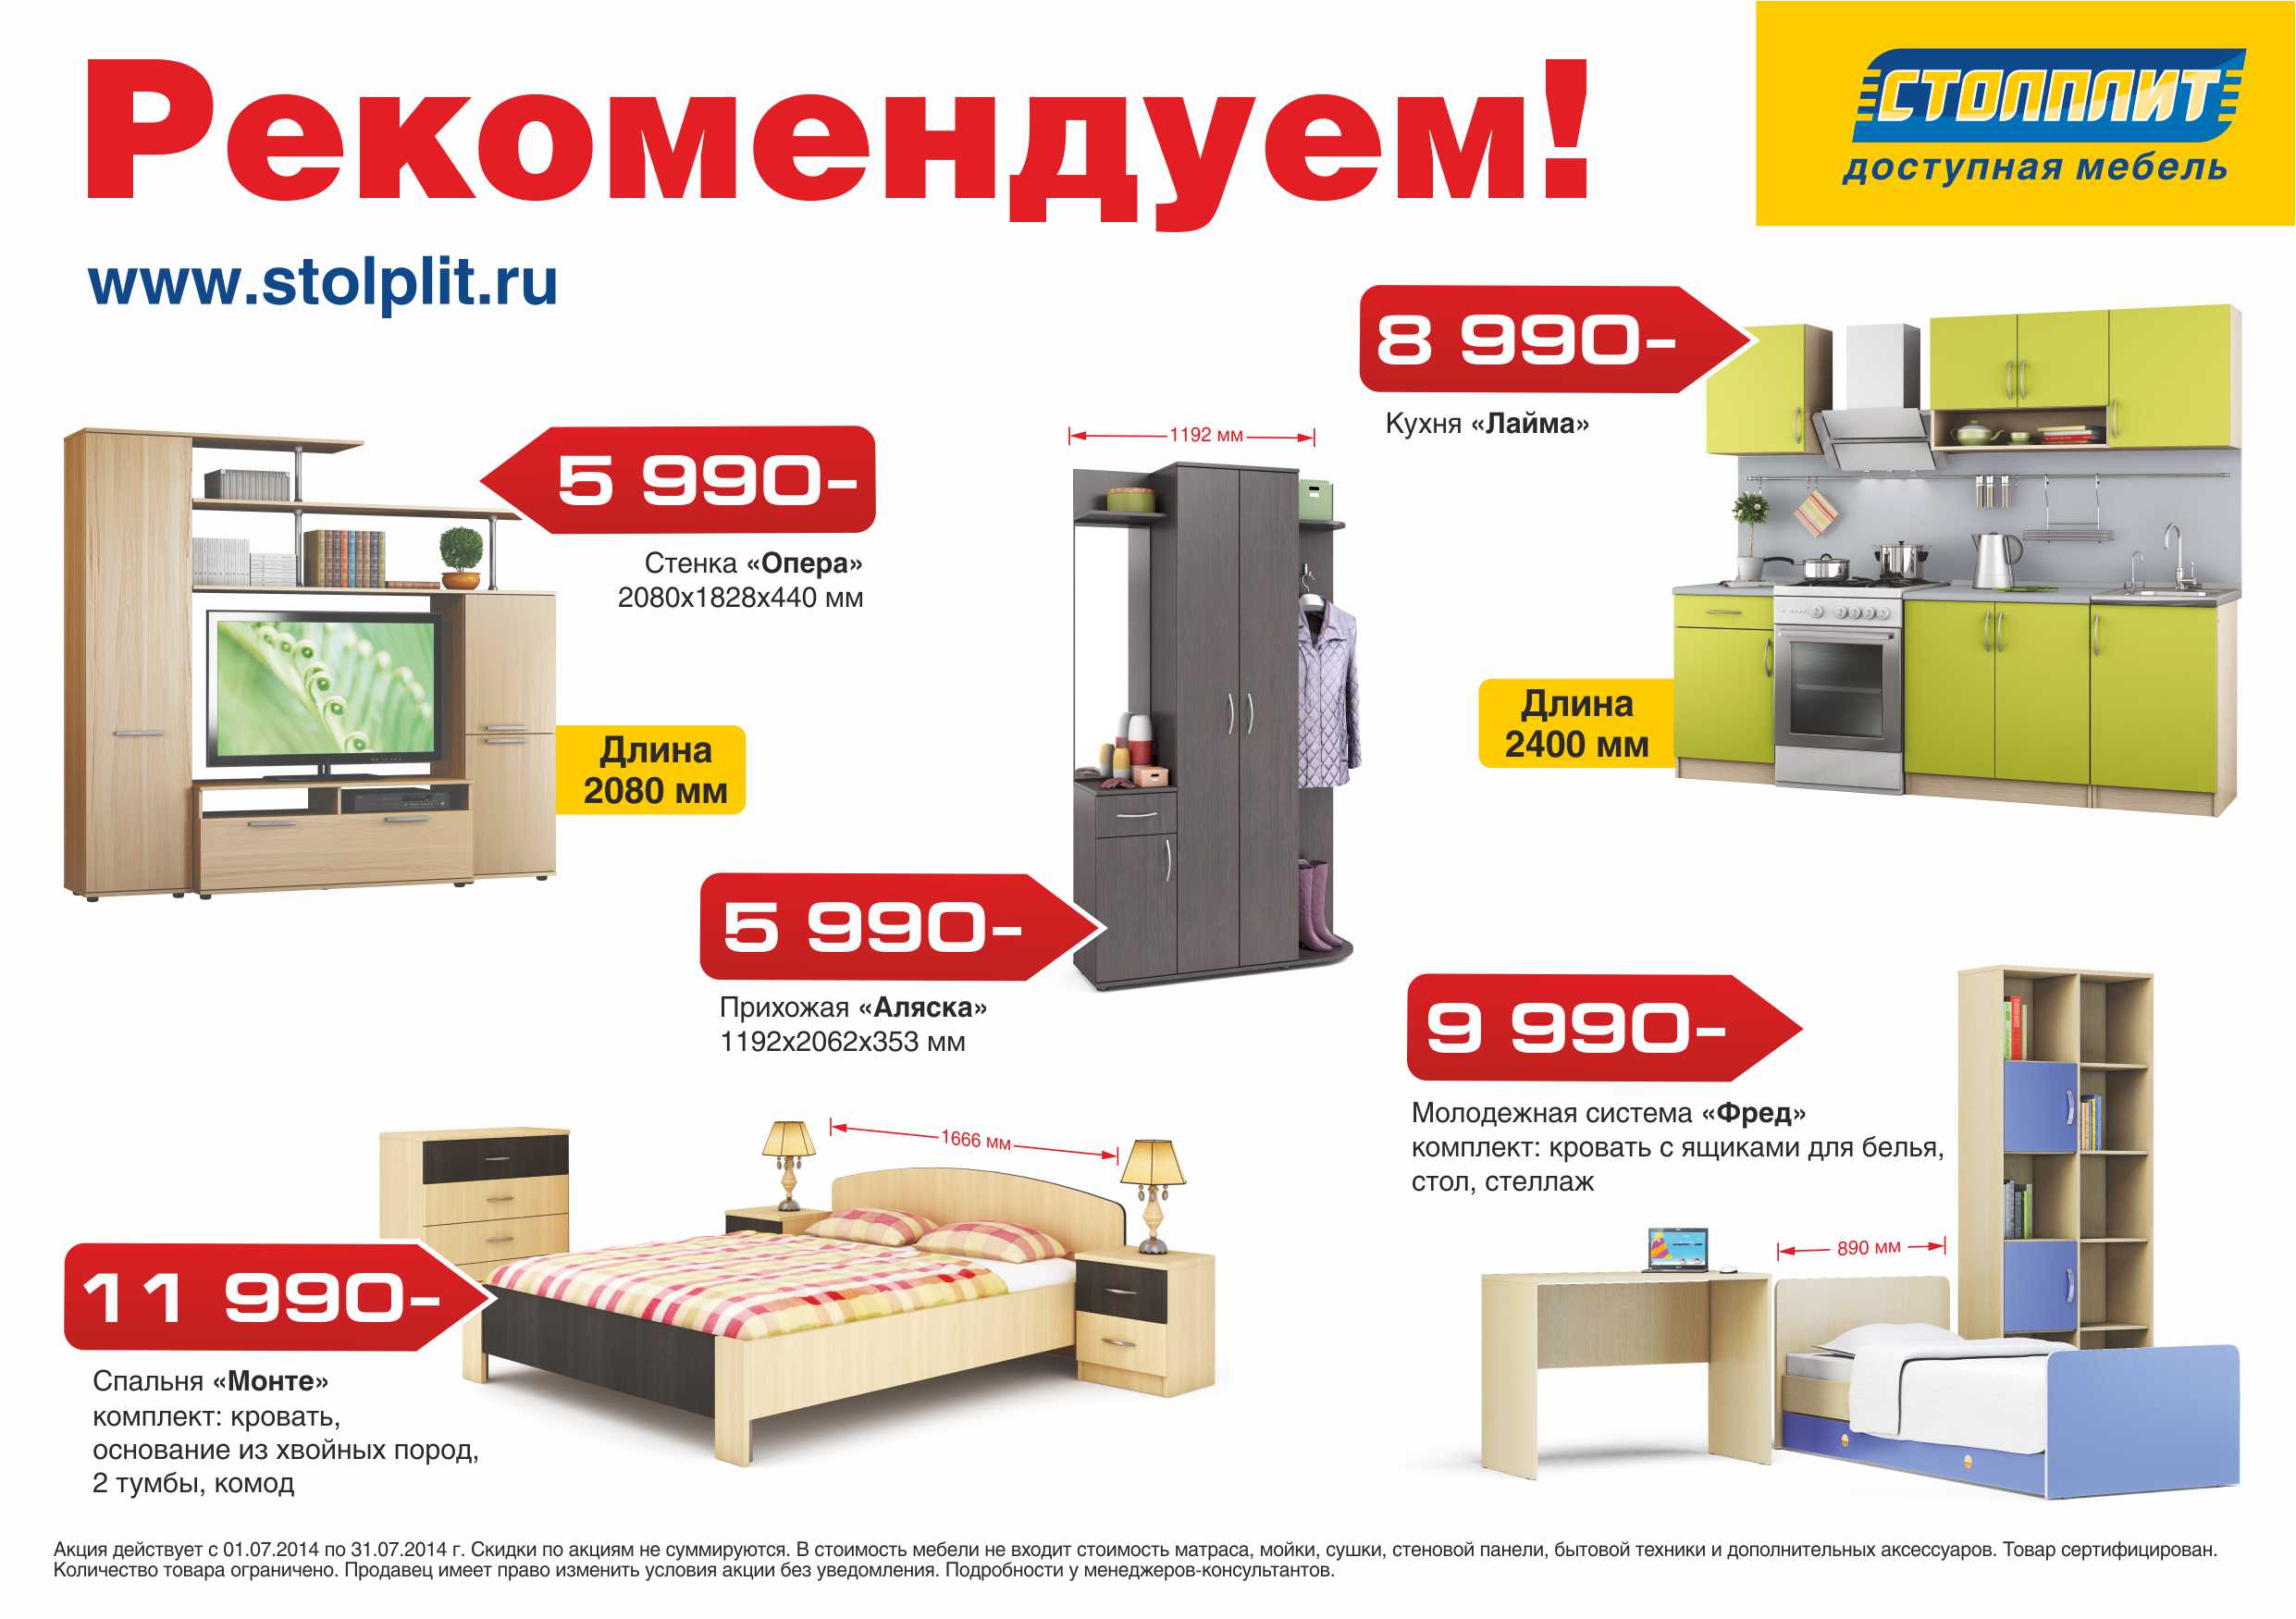 Рекомендуем!
СТОЛПЛИТ
доступная мебель
www.stolplit.ru
8 990-
Кухня «Лайма»
Длина
2400 мм
5 990-
Стенка «Опера»
2080х1828х440 мм
Длина
2080 мм
1192 мм
5 990-
Прихожая «Аляска»
1192х2062х353 мм
9 990-
Молодежная система «Фред»
комплект: кровать с ящиками для белья,
стол, стеллаж
890 мм
1666 мм
11 990-
Спальня «Монте»
комплект: кровать,
основание из хвойных пород,
2 тумбы, комод
Акция действует с 01.07.2014 по 31.07.2014 г. Скидки по акциям не суммируются. В стоимость мебели не входит стоимость матраса, мойки, сушки, стеновой панели, бытовой техники и дополнительных аксессуаров. Товар сертифицирован.
Количество товара ограничено. Продавец имеет право изменить условия акции без уведомления. Подробности у менеджеров-консультантов.